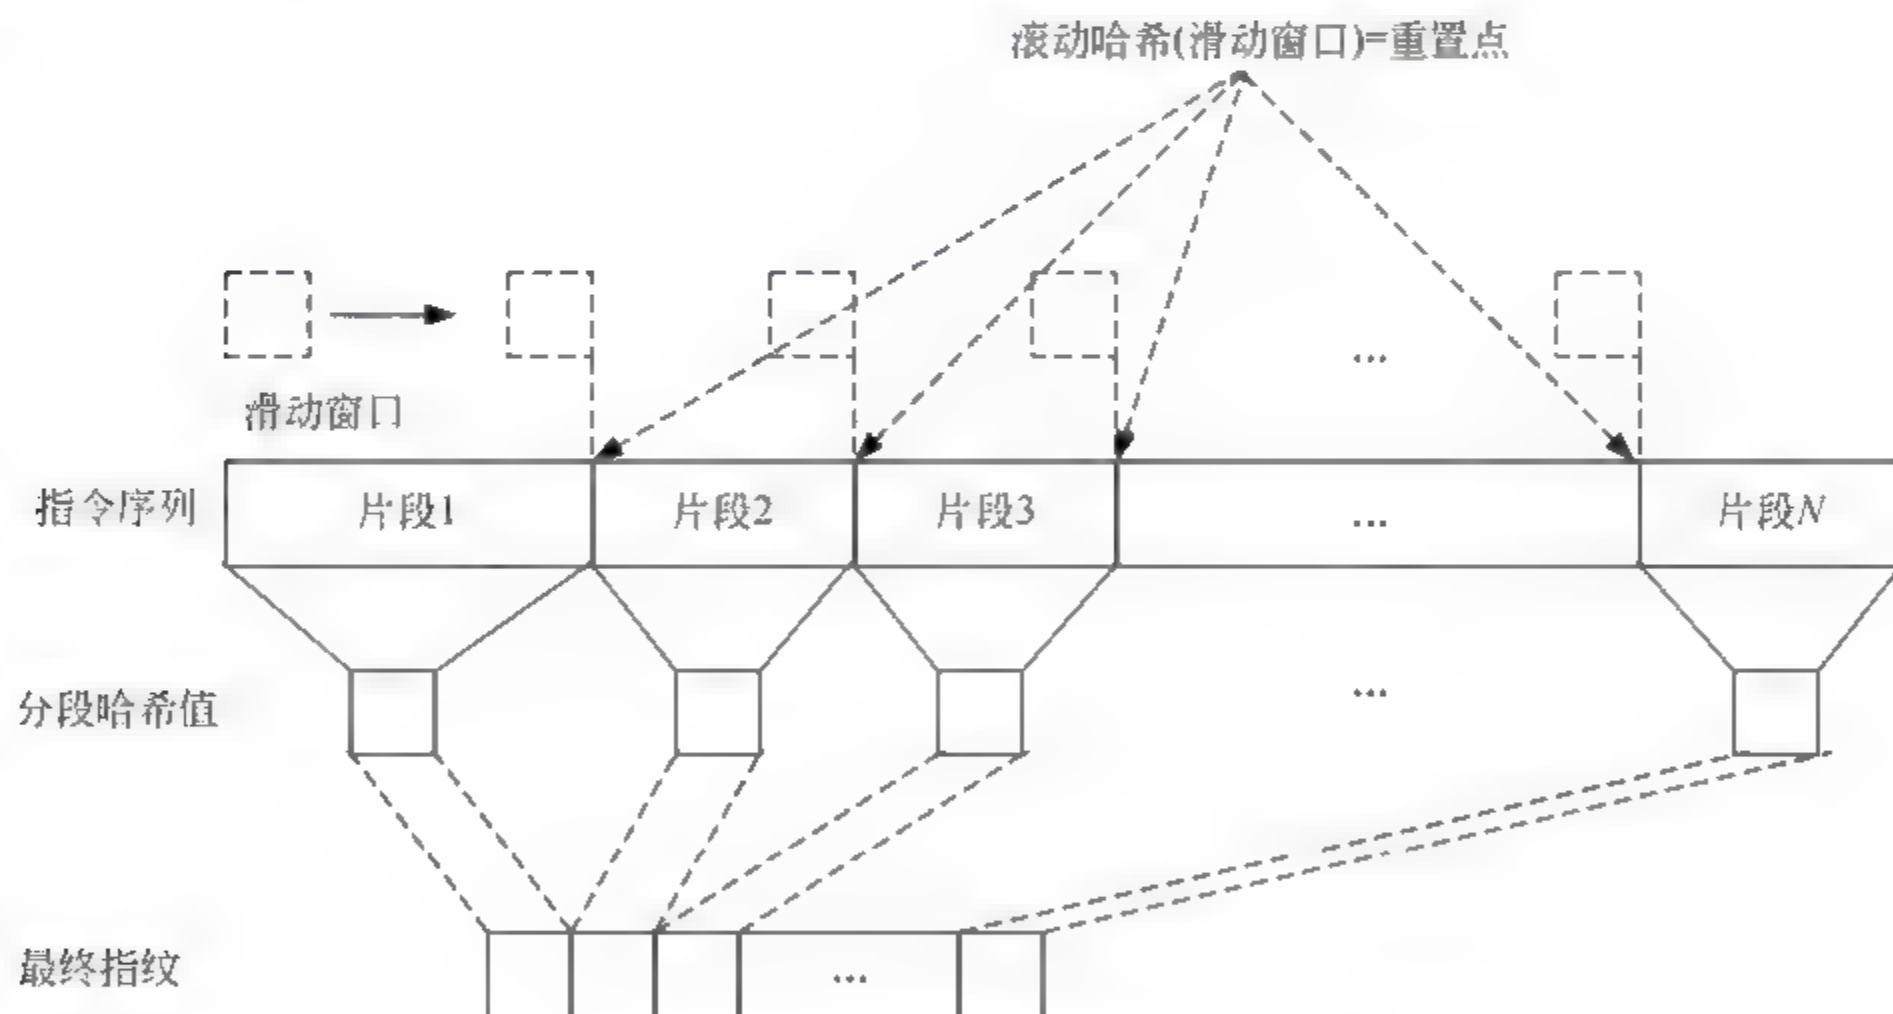 滚动哈希(滑动窗口)=重置点
...
滑动窗口
指令序列 片段1 片段2 片段3 ... 片段N
分段哈希值 ...
最终指纹 ...